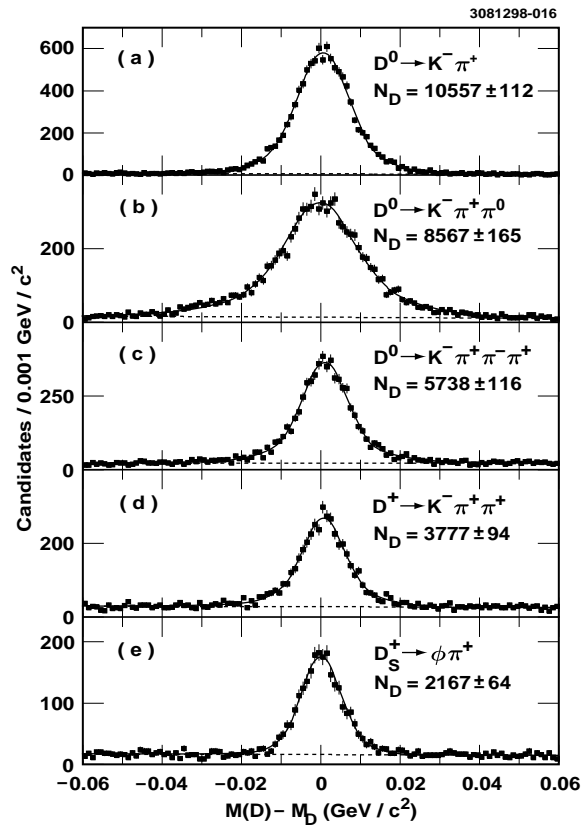 3081298-016
(a)
D⁰→K⁻π⁺
N_D = 10557±112
600
400
200
0
(b)
D⁰→K⁻π⁺π⁰
N_D = 8567±165
200
0
(c)
D⁰→K⁻π⁺π⁻π⁺
N_D = 5738±116
250
0
(d)
D⁺→K⁻π⁺π⁺
N_D = 3777±94
200
0
(e)
D_S⁺→φπ⁺
N_D = 2167±64
200
100
0
Candidates / 0.001 GeV / c²
−0.06 −0.04 −0.02 0 0.02 0.04 0.06
M(D)−M_D (GeV / c²)